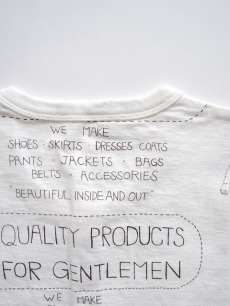 WE MAKE
SHOES · SKIRTS · DRESSES COATS
PANTS · JACKETS · BAGS
BELTS · ACCESSORIES
"BEAUTIFUL INSIDE AND OUT"
QUALITY PRODUCTS
FOR GENTLEMEN
WE MAKE